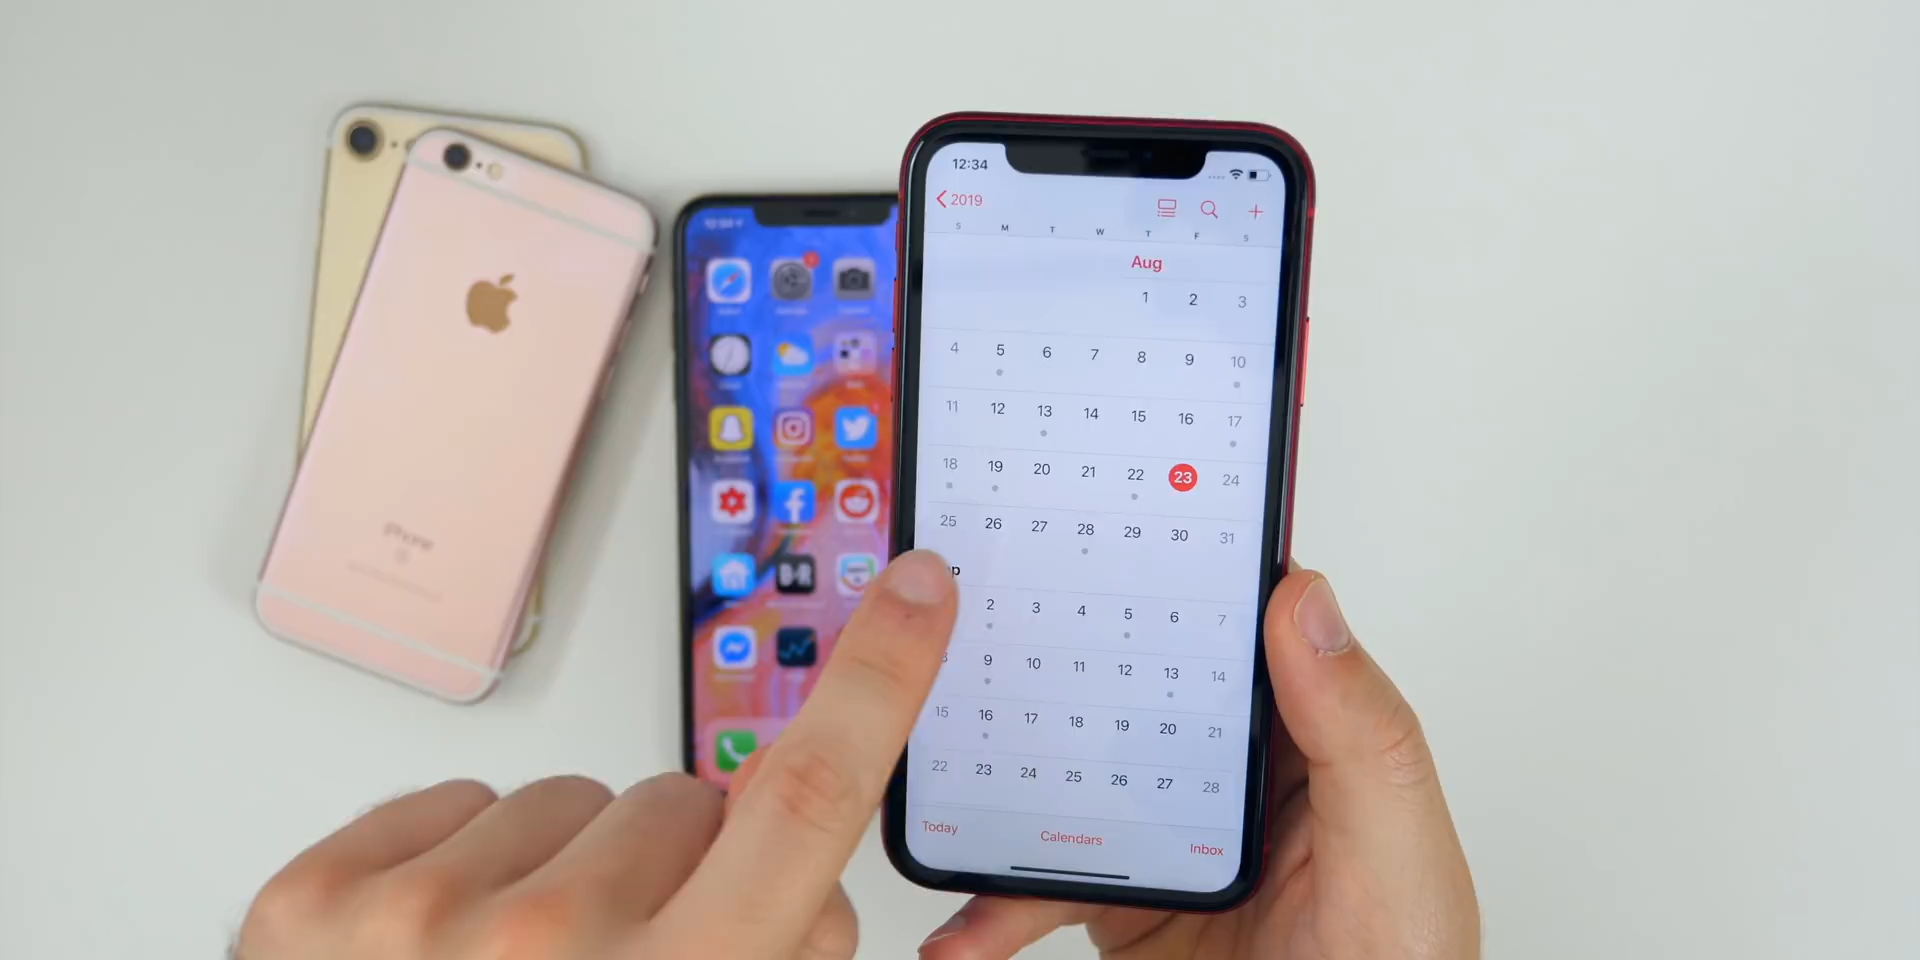 12:34
2019
S M T W T F S
Aug
1 2 3
4 5 6 7 8 9 10
11 12 13 14 15 16 17
18 19 20 21 22 23 24
25 26 27 28 29 30 31
p
2 3 4 5 6 7
9 10 11 12 13 14
15 16 17 18 19 20 21
22 23 24 25 26 27 28
Today Calendars Inbox
iPhone
B R